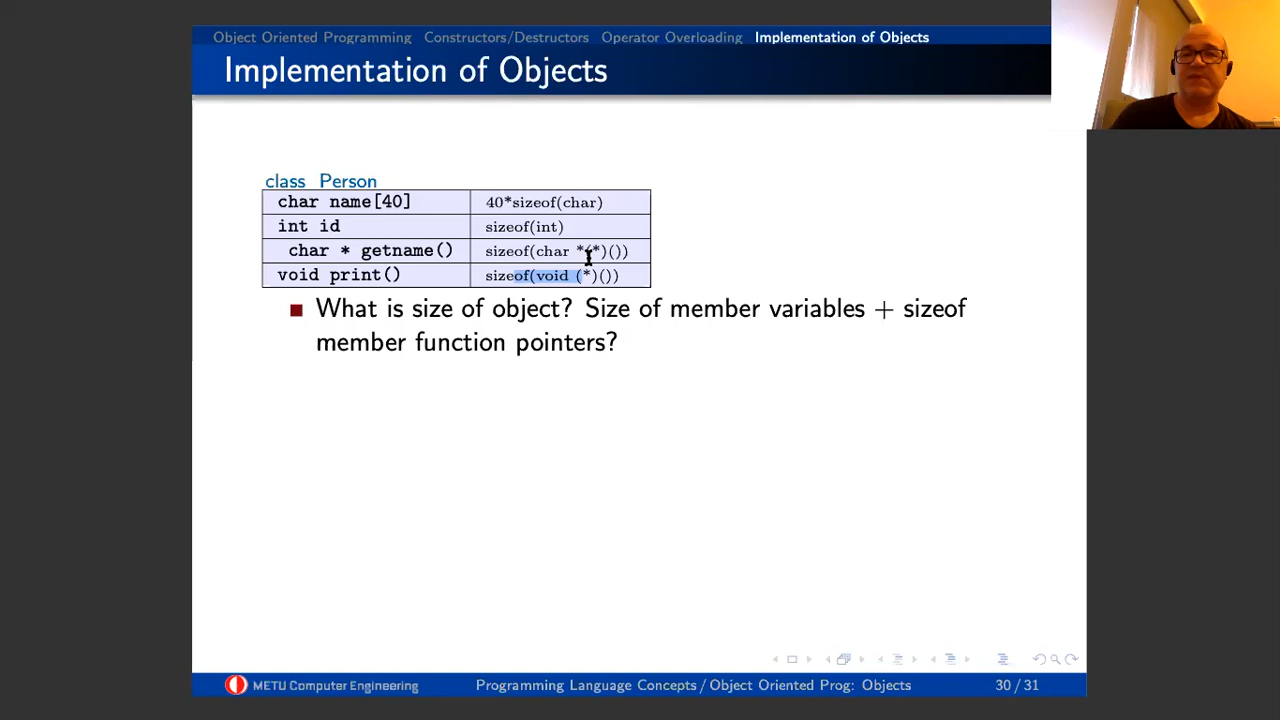 Object Oriented Programming Constructors/Destructors Operator Overloading Implementation of Objects
Implementation of Objects
class Person
char name[40] 40*sizeof(char)
int id sizeof(int)
char * getname() sizeof(char *(*)())
void print() sizeof(void (*)())
What is size of object? Size of member variables + sizeof
member function pointers?
METU Computer Engineering Programming Language Concepts / Object Oriented Prog: Objects 30 / 31